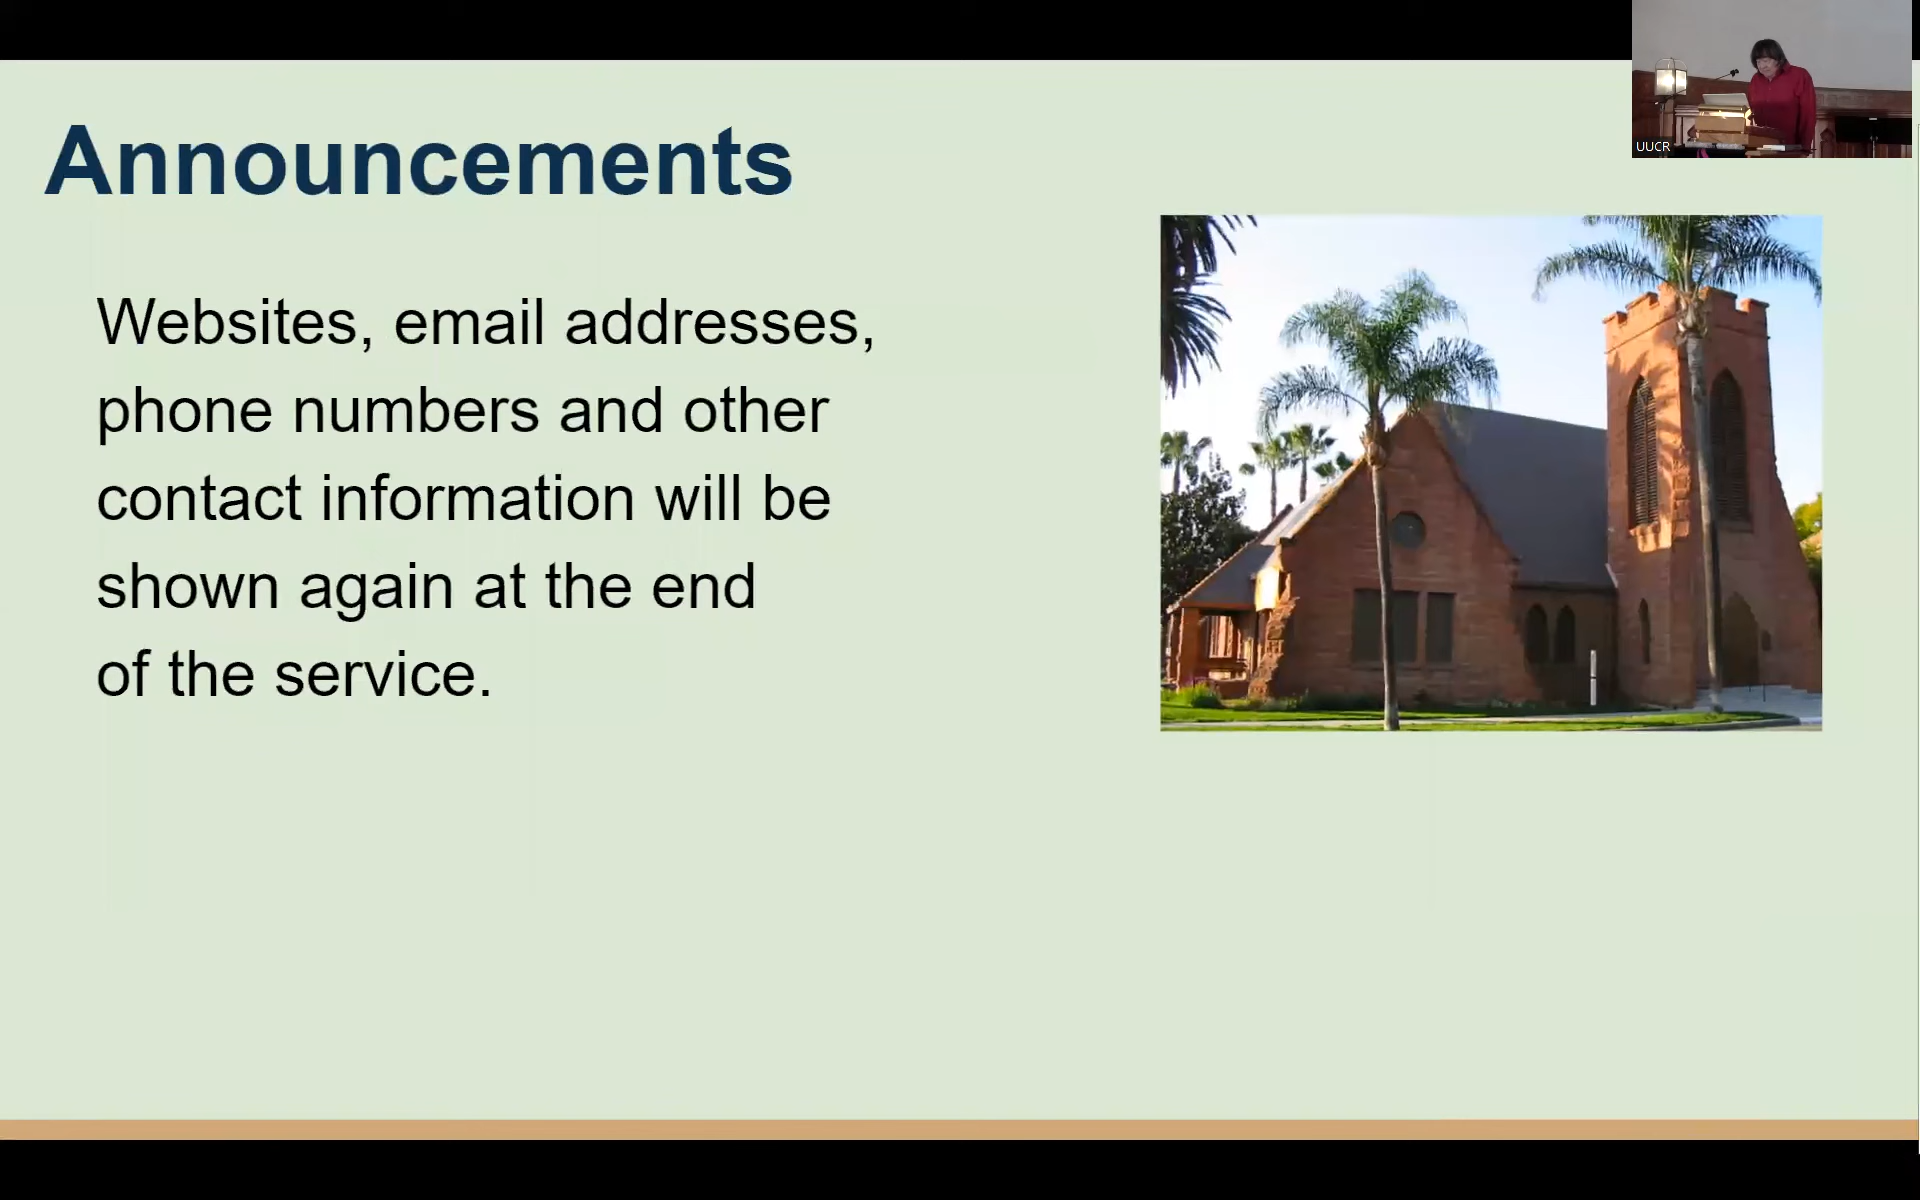 Announcements
Websites, email addresses,
phone numbers and other
contact information will be
shown again at the end
of the service.
UUCR